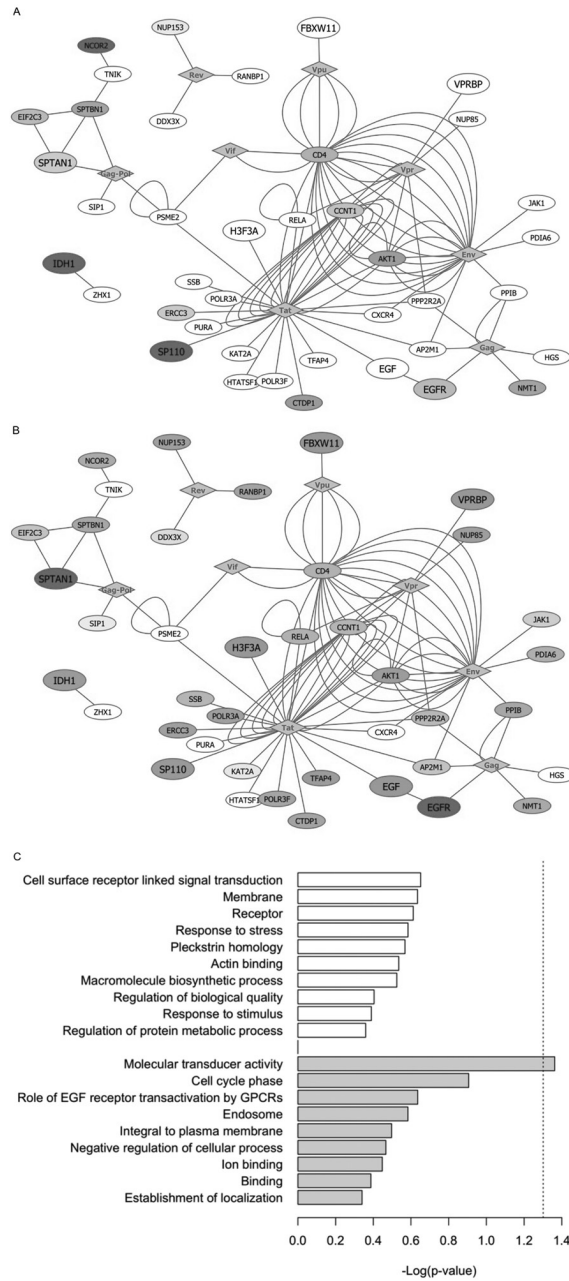 A
NUP153
FBXW11
NCOR2
TNIK
Rev
RANBP1
Vpu
VPRBP
EIF2C3
SPTBN1
DDX3X
NUP85
Vif
CD4
SPTAN1
Gag-Pol
Vpr
SIP1
PSME2
RELA
CCNT1
JAK1
H3F3A
PDIA6
IDH1
AKT1
Env
SSB
ZHX1
POLR3A
PPIB
ERCC3
Tat
PPP2R2A
PURA
CXCR4
SP110
KAT2A
TFAP4
AP2M1
Gag
HGS
HTATSF1
POLR3F
EGF
CTDP1
EGFR
NMT1
B
NUP153
FBXW11
NCOR2
TNIK
Rev
RANBP1
Vpu
VPRBP
EIF2C3
SPTBN1
DDX3X
NUP85
Vif
CD4
SPTAN1
Gag-Pol
Vpr
SIP1
PSME2
RELA
CCNT1
JAK1
H3F3A
PDIA6
IDH1
AKT1
Env
SSB
ZHX1
POLR3A
PPIB
ERCC3
Tat
PPP2R2A
PURA
CXCR4
SP110
KAT2A
TFAP4
AP2M1
Gag
HGS
HTATSF1
POLR3F
EGF
CTDP1
EGFR
NMT1
C
Cell surface receptor linked signal transduction
Membrane
Receptor
Response to stress
Pleckstrin homology
Actin binding
Macromolecule biosynthetic process
Regulation of biological quality
Response to stimulus
Regulation of protein metabolic process
Molecular transducer activity
Cell cycle phase
Role of EGF receptor transactivation by GPCRs
Endosome
Integral to plasma membrane
Negative regulation of cellular process
Ion binding
Binding
Establishment of localization
0.0 0.2 0.4 0.6 0.8 1.0 1.2 1.4
-Log(p-value)